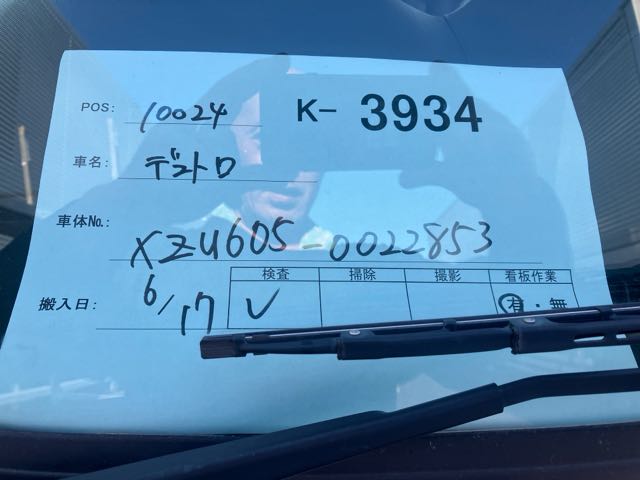 POS: 10024 K- 3934
車名: デュトロ
車体No.: XZU605-0022853
検査 掃除 撮影 看板作業
搬入日: 6/17 レ 有・無